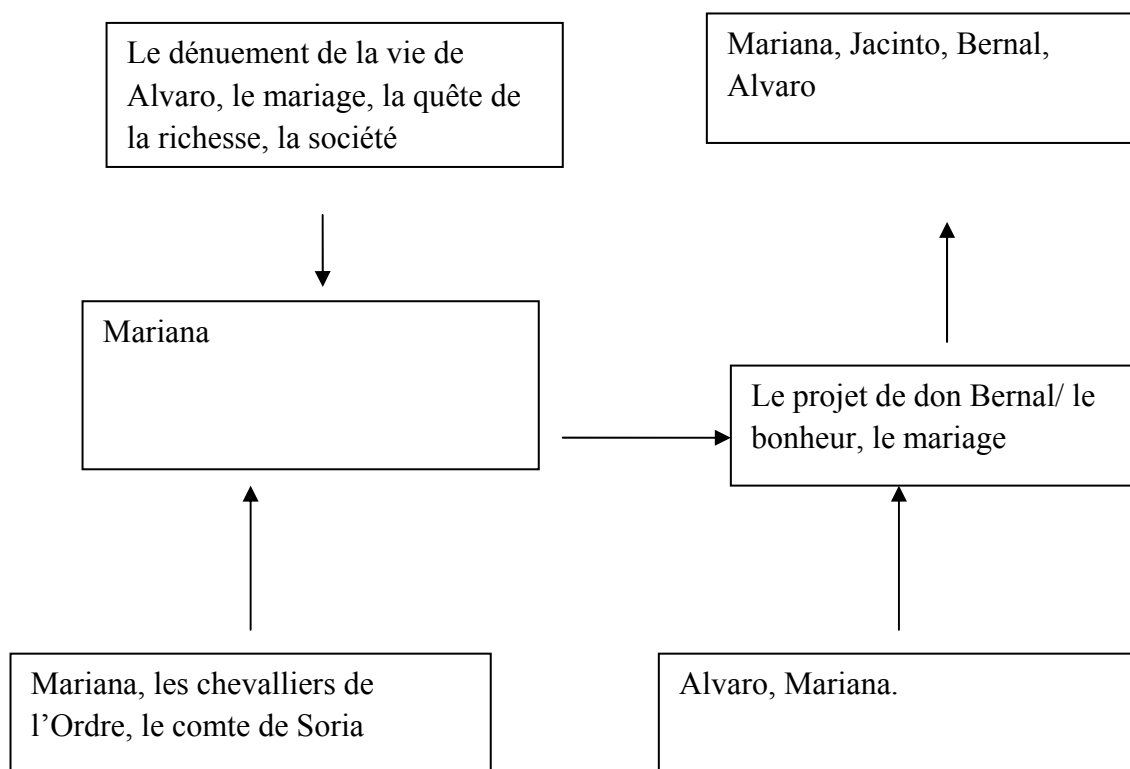 Le dénuement de la vie de
Alvaro, le mariage, la quête de
la richesse, la société
Mariana, Jacinto, Bernal,
Alvaro
Mariana
Le projet de don Bernal/ le
bonheur, le mariage
Mariana, les chevalliers de
l’Ordre, le comte de Soria
Alvaro, Mariana.